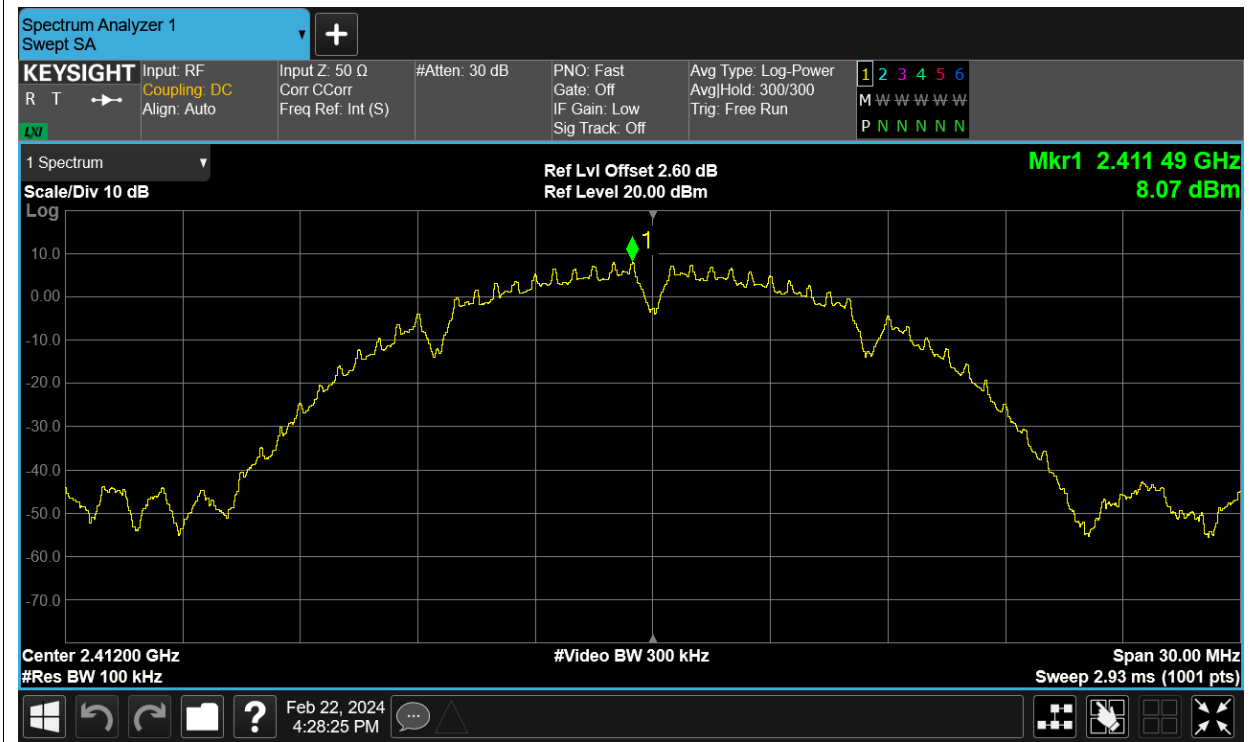 Spectrum Analyzer 1
Swept SA
+
KEYSIGHT
R T
LXI
Input: RF
Coupling: DC
Align: Auto
Input Z: 50 Ω
Corr CCorr
Freq Ref: Int (S)
#Atten: 30 dB
PNO: Fast
Gate: Off
IF Gain: Low
Sig Track: Off
Avg Type: Log-Power
Avg|Hold: 300/300
Trig: Free Run
1 2 3 4 5 6
M W W W W W
P N N N N N
1 Spectrum
Scale/Div 10 dB
Ref Lvl Offset 2.60 dB
Ref Level 20.00 dBm
Mkr1 2.411 49 GHz
8.07 dBm
Log
1
10.0
0.00
-10.0
-20.0
-30.0
-40.0
-50.0
-60.0
-70.0
Center 2.41200 GHz
#Video BW 300 kHz
Span 30.00 MHz
#Res BW 100 kHz
Sweep 2.93 ms (1001 pts)
?
Feb 22, 2024
4:28:25 PM